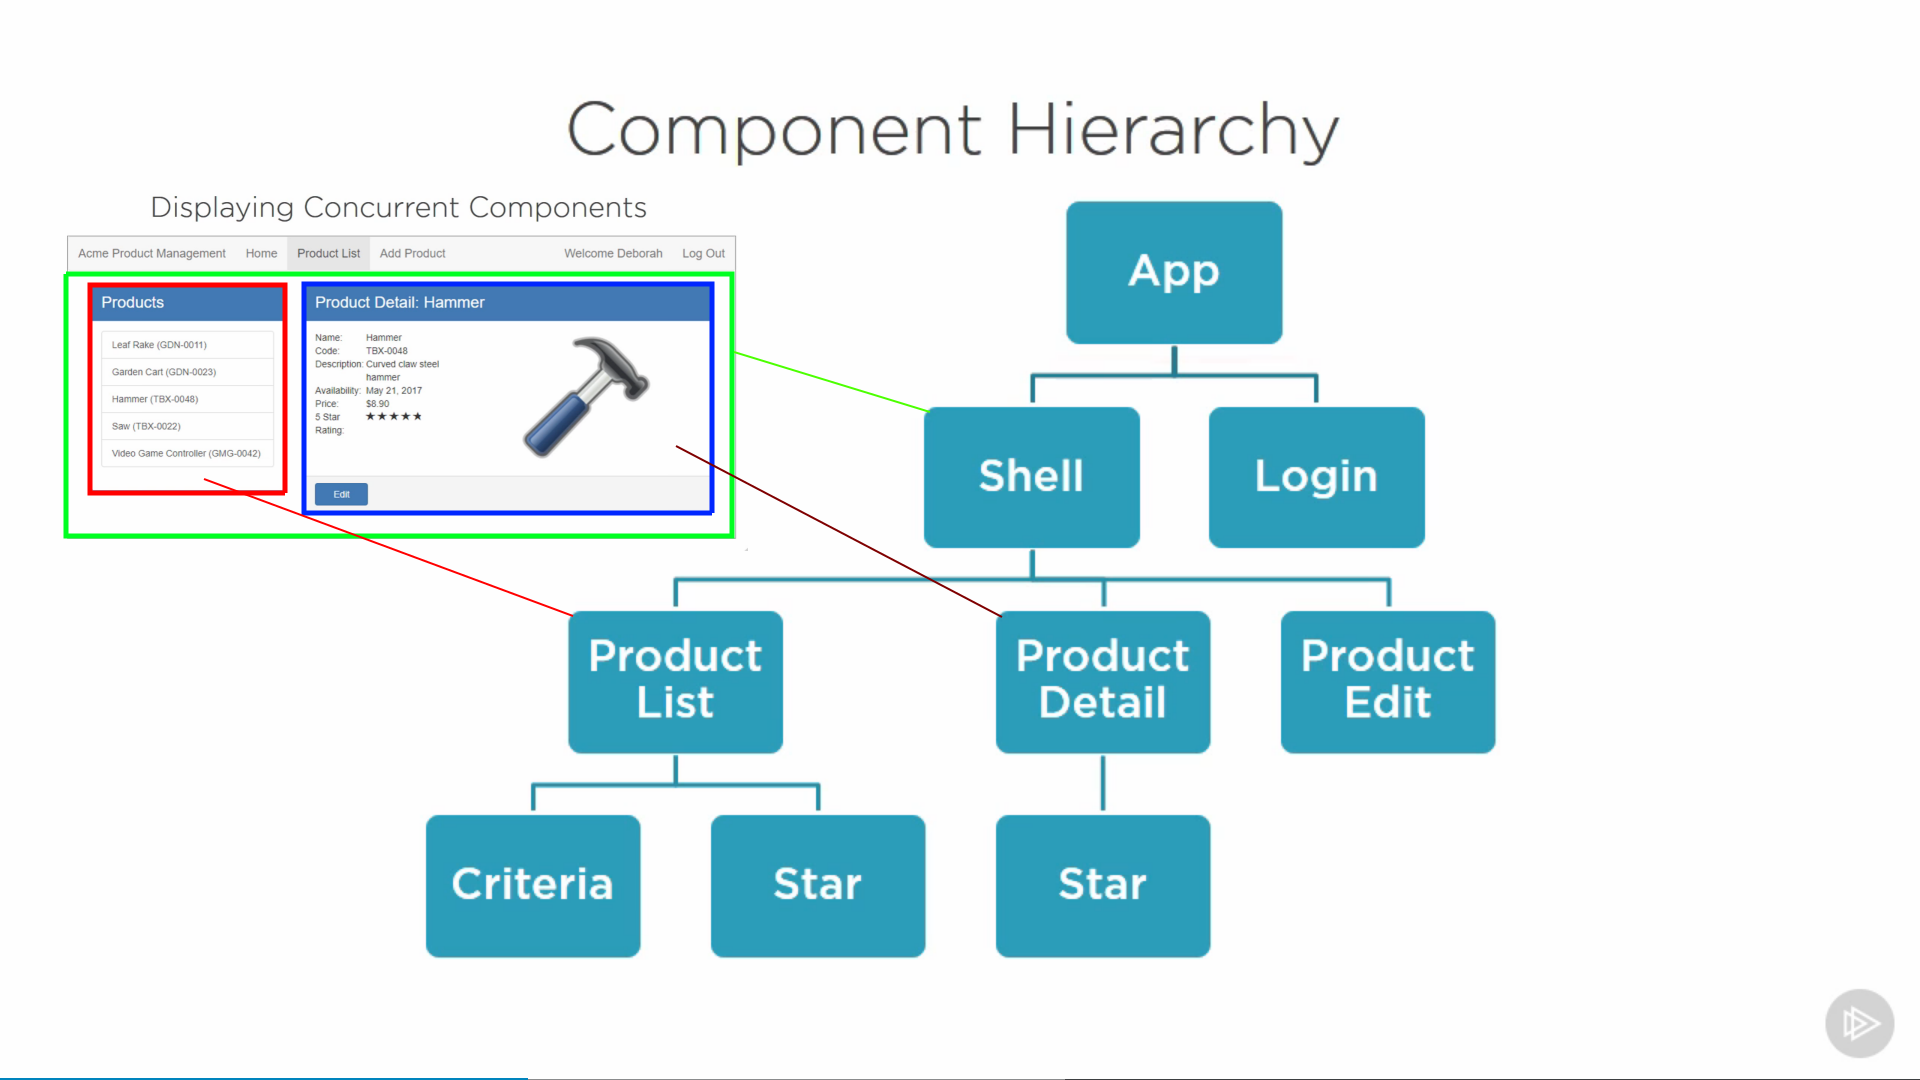 Component Hierarchy
Displaying Concurrent Components
Acme Product Management Home Product List Add Product Welcome Deborah Log Out
Products
Leaf Rake (GDN-0011)
Garden Cart (GDN-0023)
Hammer (TBX-0048)
Saw (TBX-0022)
Video Game Controller (GMG-0042)
Product Detail: Hammer
Name: Hammer
Code: TBX-0048
Description: Curved claw steel
hammer
Availability: May 21, 2017
Price: $8.90
5 Star
Rating:
Edit
App
Shell
Login
Product
List
Product
Detail
Product
Edit
Criteria
Star
Star